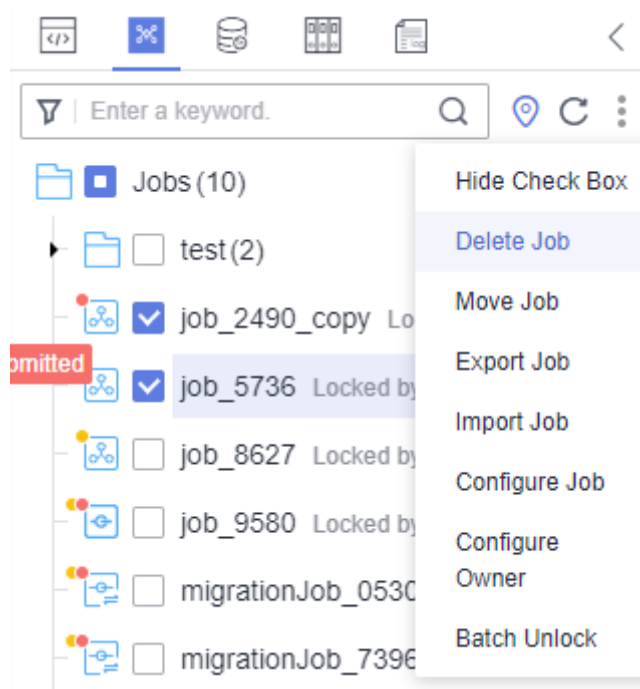 Enter a keyword.
Jobs (10)
Hide Check Box
test (2)
Delete Job
job_2490_copy Lo
Move Job
omitted
job_5736 Locked by
Export Job
Import Job
job_8627 Locked by
Configure Job
job_9580 Locked by
Configure
Owner
migrationJob_0530
Batch Unlock
migrationJob_7396